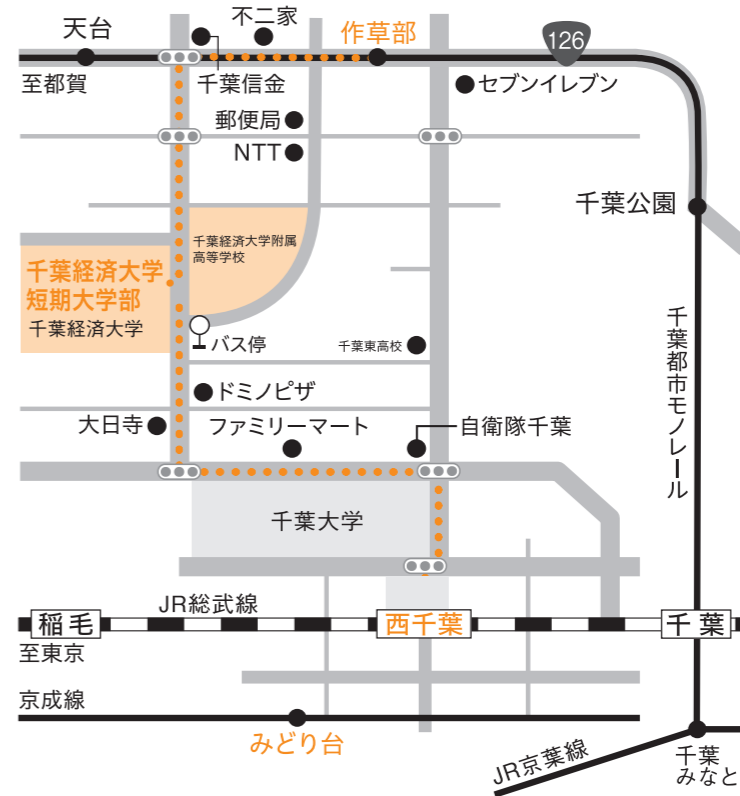 天台
不二家
作草部
126
至都賀
千葉信金
セブンイレブン
郵便局
NTT
千葉公園
千葉経済大学附属
高等学校
千葉経済大学
短期大学部
千葉経済大学
バス停
千葉東高校
千葉都市モノレール
ドミノピザ
大日寺
ファミリーマート
自衛隊千葉
千葉大学
JR総武線
稲毛
西千葉
千葉
至東京
京成線
みどり台
JR京葉線
千葉
みなと